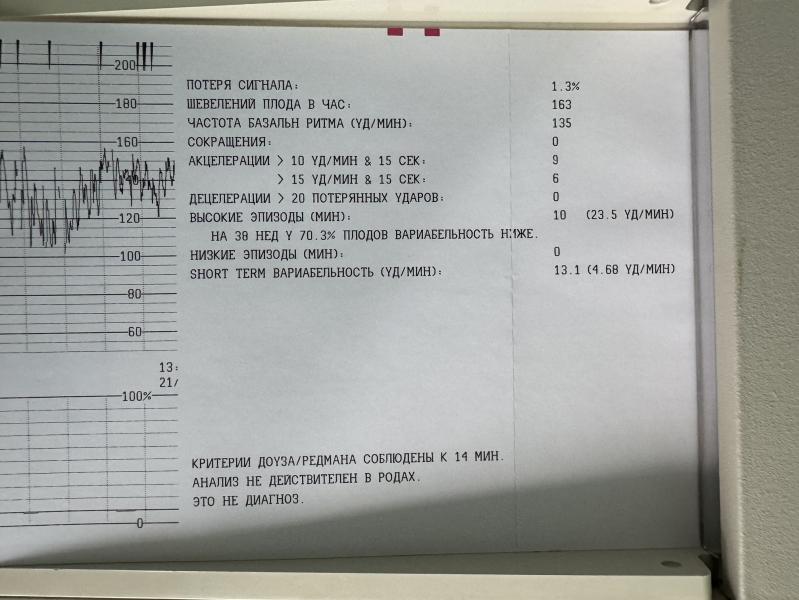 200
180
160
140
120
100
80
60
13:
21/
100%
0
ПОТЕРЯ СИГНАЛА: 1.3%
ШЕВЕЛЕНИЙ ПЛОДА В ЧАС: 163
ЧАСТОТА БАЗАЛЬН РИТМА (УД/МИН): 135
СОКРАЩЕНИЯ: 0
АКЦЕЛЕРАЦИИ > 10 УД/МИН & 15 СЕК: 9
> 15 УД/МИН & 15 СЕК: 6
ДЕЦЕЛЕРАЦИИ > 20 ПОТЕРЯННЫХ УДАРОВ: 0
ВЫСОКИЕ ЭПИЗОДЫ (МИН): 10 (23.5 УД/МИН)
НА 38 НЕД У 70.3% ПЛОДОВ ВАРИАБЕЛЬНОСТЬ НИЖЕ.
НИЗКИЕ ЭПИЗОДЫ (МИН): 0
SHORT TERM ВАРИАБЕЛЬНОСТЬ (УД/МИН): 13.1 (4.68 УД/МИН)
КРИТЕРИИ ДОУЗА/РЕДМАНА СОБЛЮДЕНЫ К 14 МИН.
АНАЛИЗ НЕ ДЕЙСТВИТЕЛЕН В РОДАХ.
ЭТО НЕ ДИАГНОЗ.